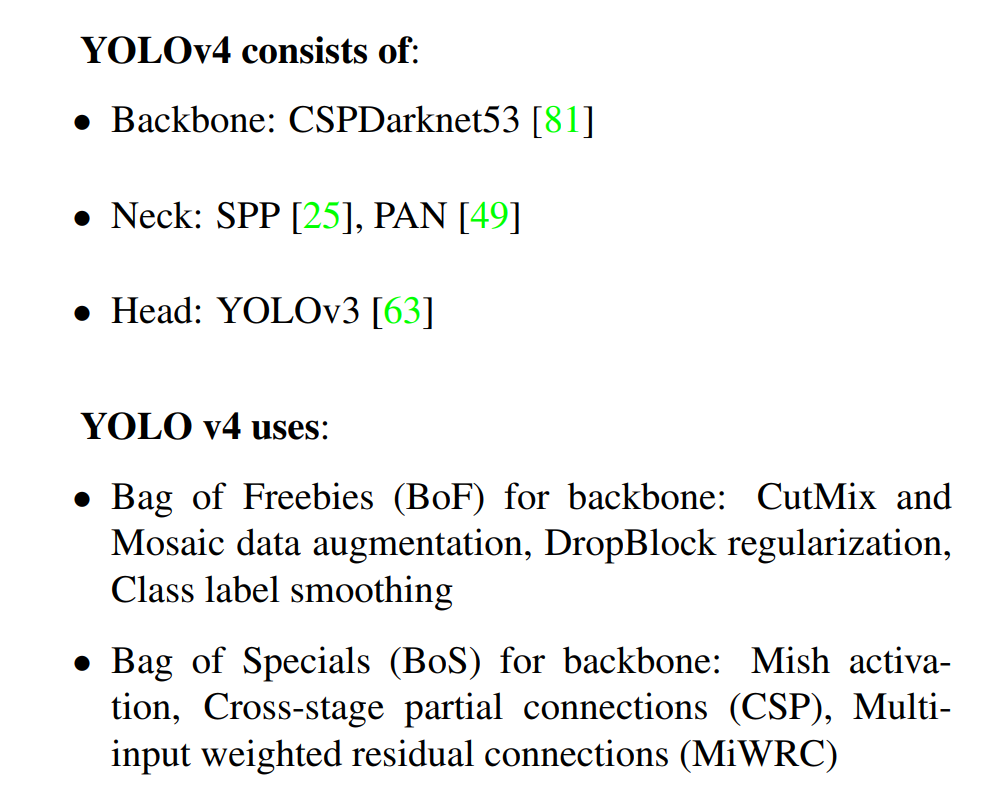 YOLOv4 consists of:
• Backbone: CSPDarknet53 [81]
• Neck: SPP [25], PAN [49]
• Head: YOLOv3 [63]
YOLO v4 uses:
• Bag of Freebies (BoF) for backbone: CutMix and
Mosaic data augmentation, DropBlock regularization,
Class label smoothing
• Bag of Specials (BoS) for backbone: Mish activa-
tion, Cross-stage partial connections (CSP), Multi-
input weighted residual connections (MiWRC)